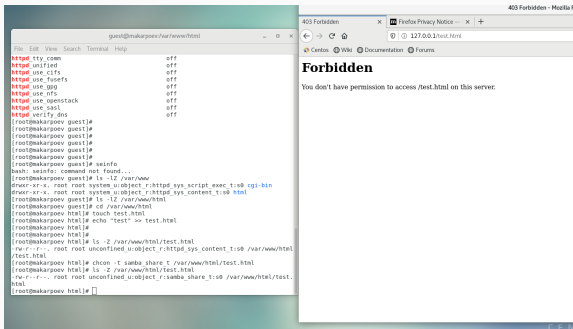 403 Forbidden - Mozilla F
guest@makarpoev:/var/www/html
File Edit View Search Terminal Help
httpd_tty_comm off
httpd_unified off
httpd_use_cifs off
httpd_use_fusefs off
httpd_use_gpg off
httpd_use_nfs off
httpd_use_openstack off
httpd_use_sasl off
httpd_verify_dns off
[root@makarpoev guest]#
[root@makarpoev guest]#
[root@makarpoev guest]#
[root@makarpoev guest]#
[root@makarpoev guest]#
[root@makarpoev guest]# seinfo
bash: seinfo: command not found...
[root@makarpoev guest]# ls -lZ /var/www
drwxr-xr-x. root root system_u:object_r:httpd_sys_script_exec_t:s0 cgi-bin
drwxr-xr-x. root root system_u:object_r:httpd_sys_content_t:s0 html
[root@makarpoev guest]# ls -lZ /var/www/html
[root@makarpoev guest]# cd /var/www/html
[root@makarpoev html]# touch test.html
[root@makarpoev html]# echo "test" >> test.html
[root@makarpoev html]#
[root@makarpoev html]#
[root@makarpoev html]# ls -Z /var/www/html/test.html
-rw-r--r--. root root unconfined_u:object_r:httpd_sys_content_t:s0 /var/www/html
/test.html
[root@makarpoev html]# chcon -t samba_share_t /var/www/html/test.html
[root@makarpoev html]# ls -Z /var/www/html/test.html
-rw-r--r--. root root unconfined_u:object_r:samba_share_t:s0 /var/www/html/test.
html
[root@makarpoev html]#
403 Forbidden
Firefox Privacy Notice —
127.0.0.1/test.html
Centos Wiki Documentation Forums
Forbidden
You don't have permission to access /test.html on this server.